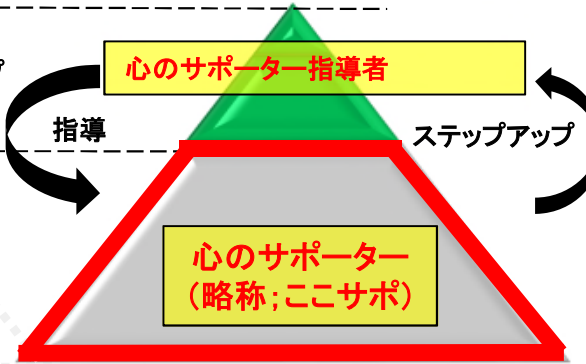 心のサポーター指導者
指導
ステップアップ
心のサポーター
（略称；ここサポ）